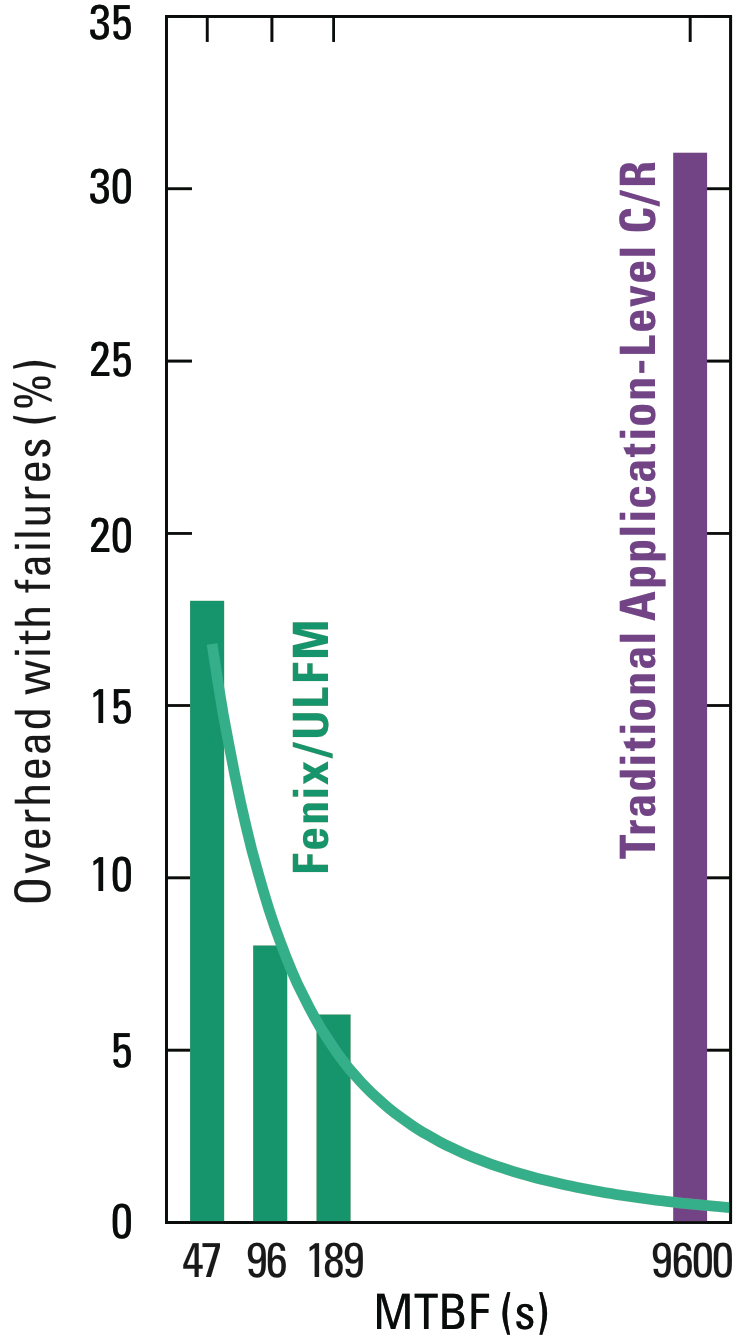 Overhead with failures (%)
35
30
25
20
15
10
5
0
Fenix/ULFM
Traditional Application-Level C/R
47 96 189 9600
MTBF (s)